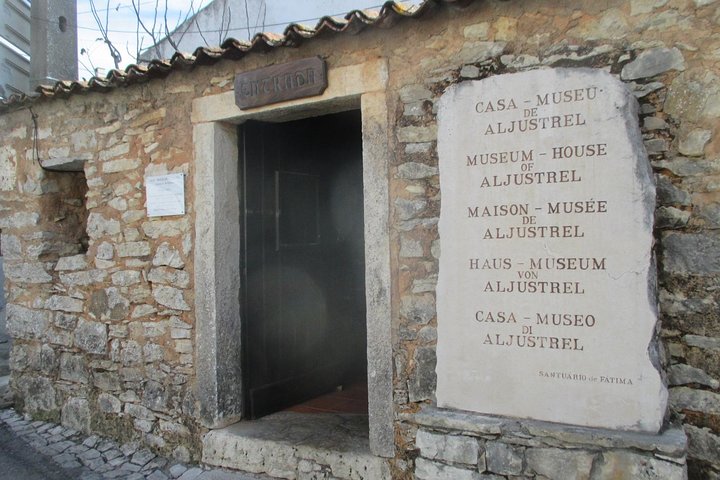 ENTRADA
CASA - MUSEU
DE
ALJUSTREL
MUSEUM - HOUSE
OF
ALJUSTREL
MAISON - MUSÉE
DE
ALJUSTREL
HAUS - MUSEUM
VON
ALJUSTREL
CASA - MUSEO
DI
ALJUSTREL
SANTUÁRIO de FÁTIMA